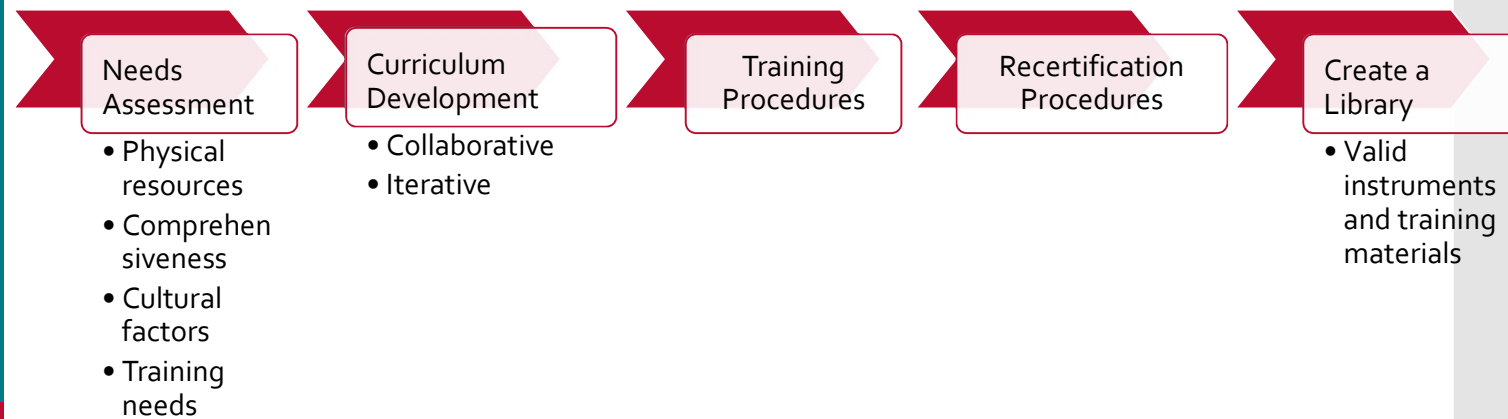 Needs
Assessment
• Physical
resources
• Comprehen
siveness
• Cultural
factors
• Training
needs
Curriculum
Development
• Collaborative
• Iterative
Training
Procedures
Recertification
Procedures
Create a
Library
• Valid
instruments
and training
materials